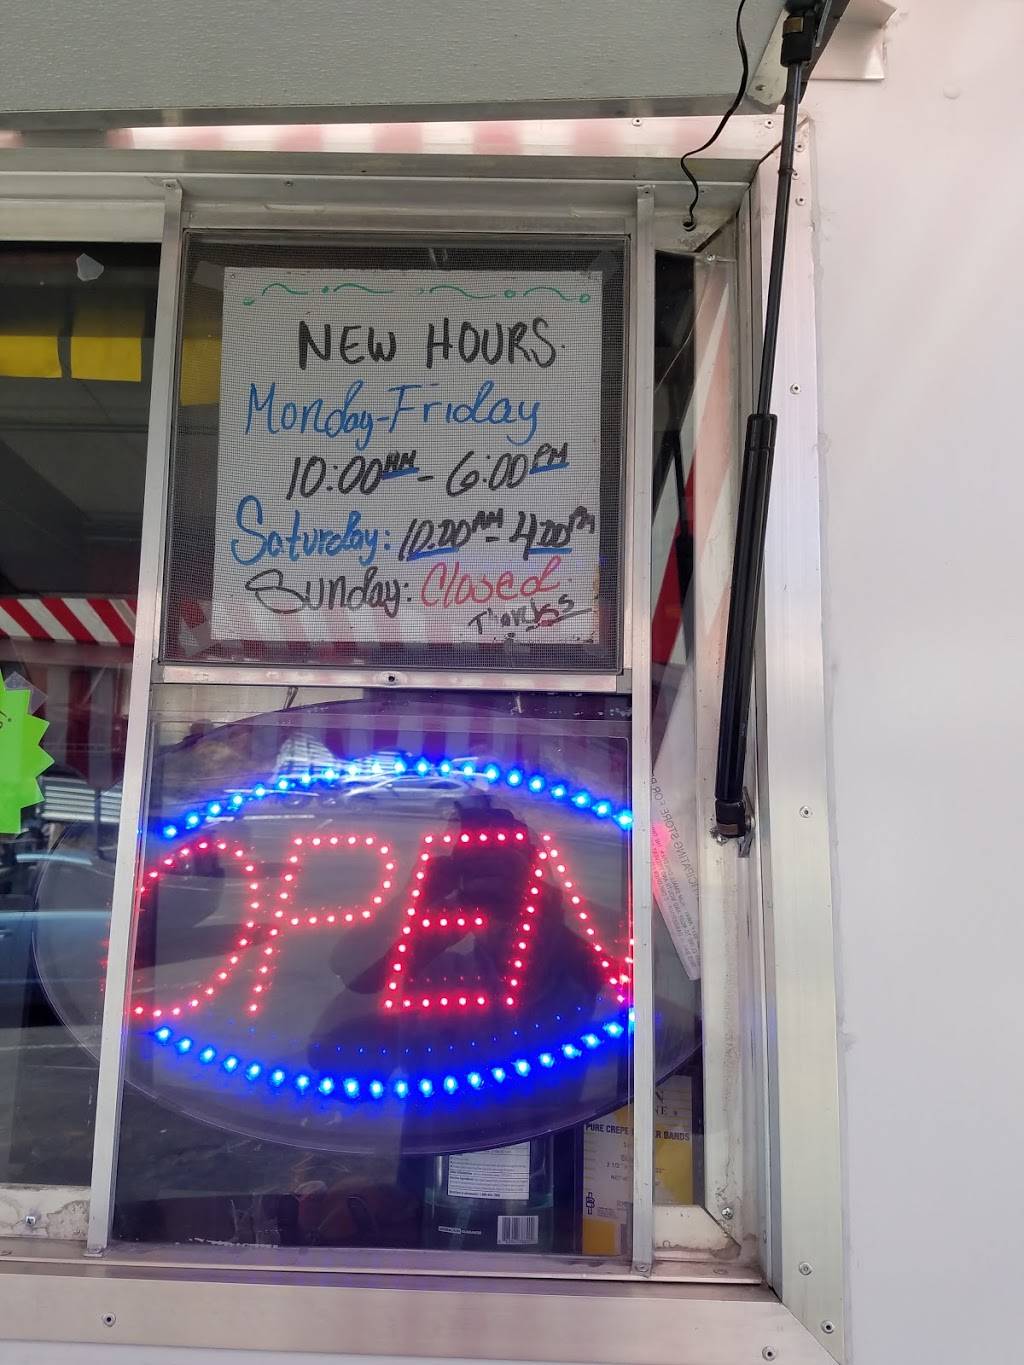 NEW HOURS
Monday-Friday
10:00AM - 6:00PM
Saturday: 10:00AM - 4:00PM
Sunday: Closed
Thanks
OPEN
PURE CREPE BANDS